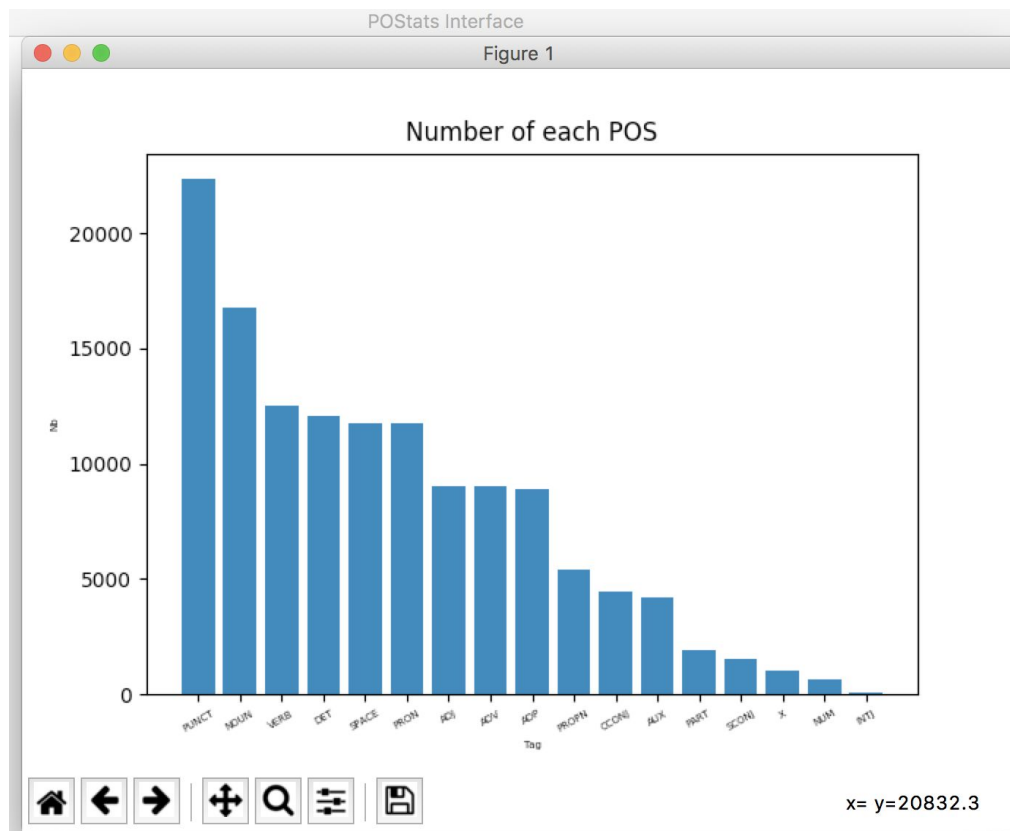 POStats Interface
Figure 1
Number of each POS
20000
15000
10000
5000
0
Nb
PUNCT NOUN VERB DET SPACE PRON ADJ ADV ADP PROPN CCONJ AUX PART SCONJ X NUM INTJ
Tag
x= y=20832.3